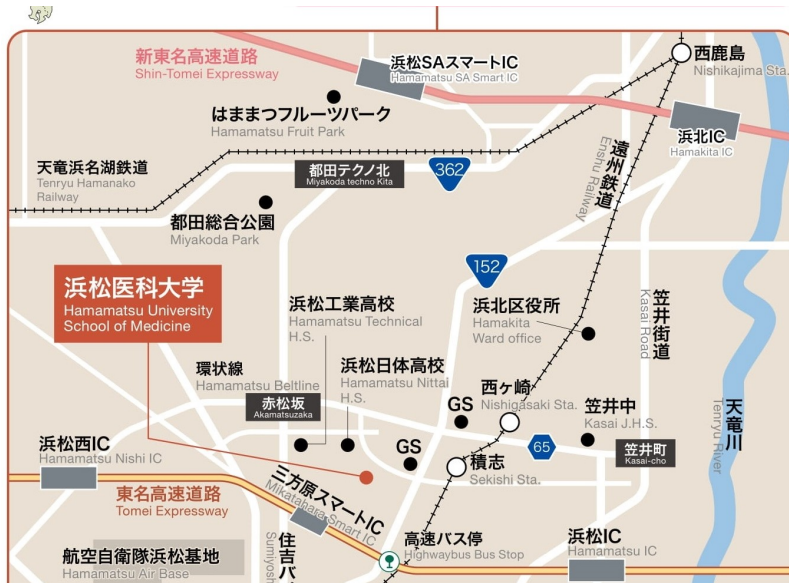 新東名高速道路
Shin-Tomei Expressway
浜松SAスマートIC
Hamamatsu SA Smart IC
西鹿島
Nishikajima Sta.
はままつフルーツパーク
Hamamatsu Fruit Park
浜北IC
Hamakita IC
天竜浜名湖鉄道
Tenryu Hamanako
Railway
都田テクノ北
Miyakoda techno Kita
362
遠州鉄道
Enshu Railway
都田総合公園
Miyakoda Park
152
浜松医科大学
Hamamatsu University
School of Medicine
浜松工業高校
Hamamatsu Technical
H.S.
浜北区役所
Hamakita
Ward office
笠井街道
Kasai Road
環状線
Hamamatsu Beltline
浜松日体高校
Hamamatsu Nittai
H.S.
西ヶ崎
Nishigasaki Sta.
赤松坂
Akamatsuzaka
GS
笠井中
Kasai J.H.S.
天竜川
Tenryu River
浜松西IC
Hamamatsu Nishi IC
GS
65
笠井町
Kasai-cho
積志
Sekishi Sta.
東名高速道路
Tomei Expressway
三方原スマートIC
Mikatahara Smart IC
高速バス停
Highwaybus Bus Stop
浜松IC
Hamamatsu IC
住吉バ
Sumiyosh
航空自衛隊浜松基地
Hamamatsu Air Base